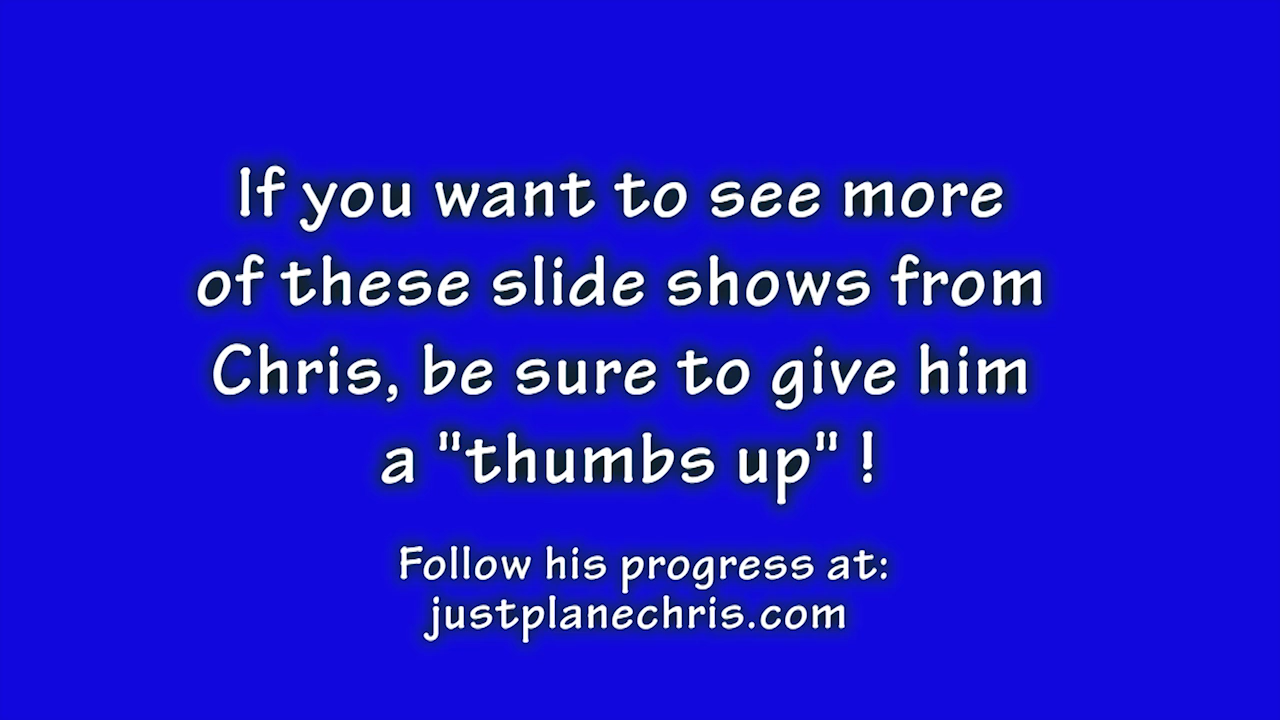 If you want to see more
of these slide shows from
Chris, be sure to give him
a "thumbs up" !
Follow his progress at:
justplanechris.com